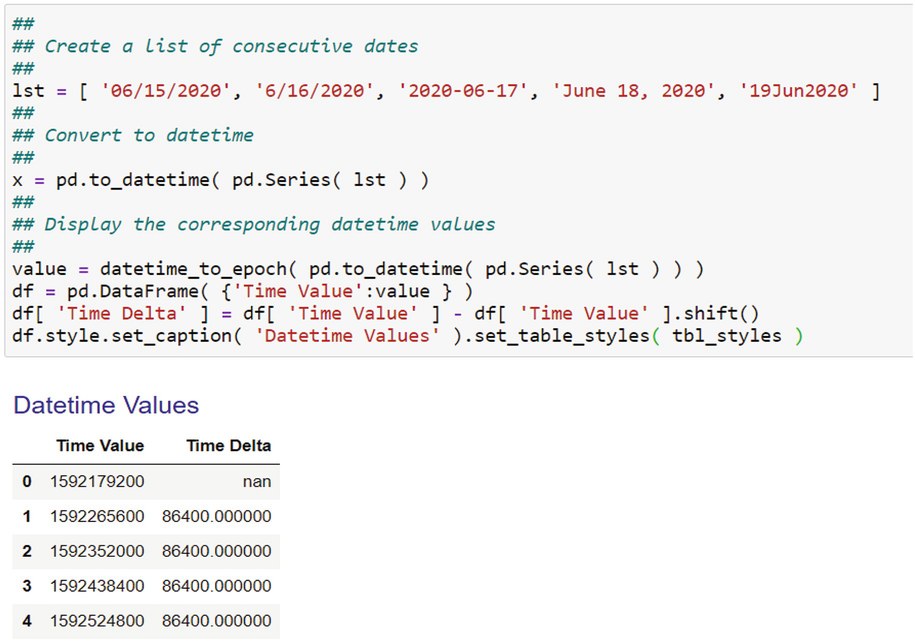 ##
## Create a list of consecutive dates
##
lst = [ '06/15/2020', '6/16/2020', '2020-06-17', 'June 18, 2020', '19Jun2020' ]
##
## Convert to datetime
##
x = pd.to_datetime( pd.Series( lst ) )
##
## Display the corresponding datetime values
##
value = datetime_to_epoch( pd.to_datetime( pd.Series( lst ) ) )
df = pd.DataFrame( {'Time Value':value } )
df[ 'Time Delta' ] = df[ 'Time Value' ] - df[ 'Time Value' ].shift()
df.style.set_caption( 'Datetime Values' ).set_table_styles( tbl_styles )
Datetime Values
Time Value Time Delta
0 1592179200 nan
1 1592265600 86400.000000
2 1592352000 86400.000000
3 1592438400 86400.000000
4 1592524800 86400.000000